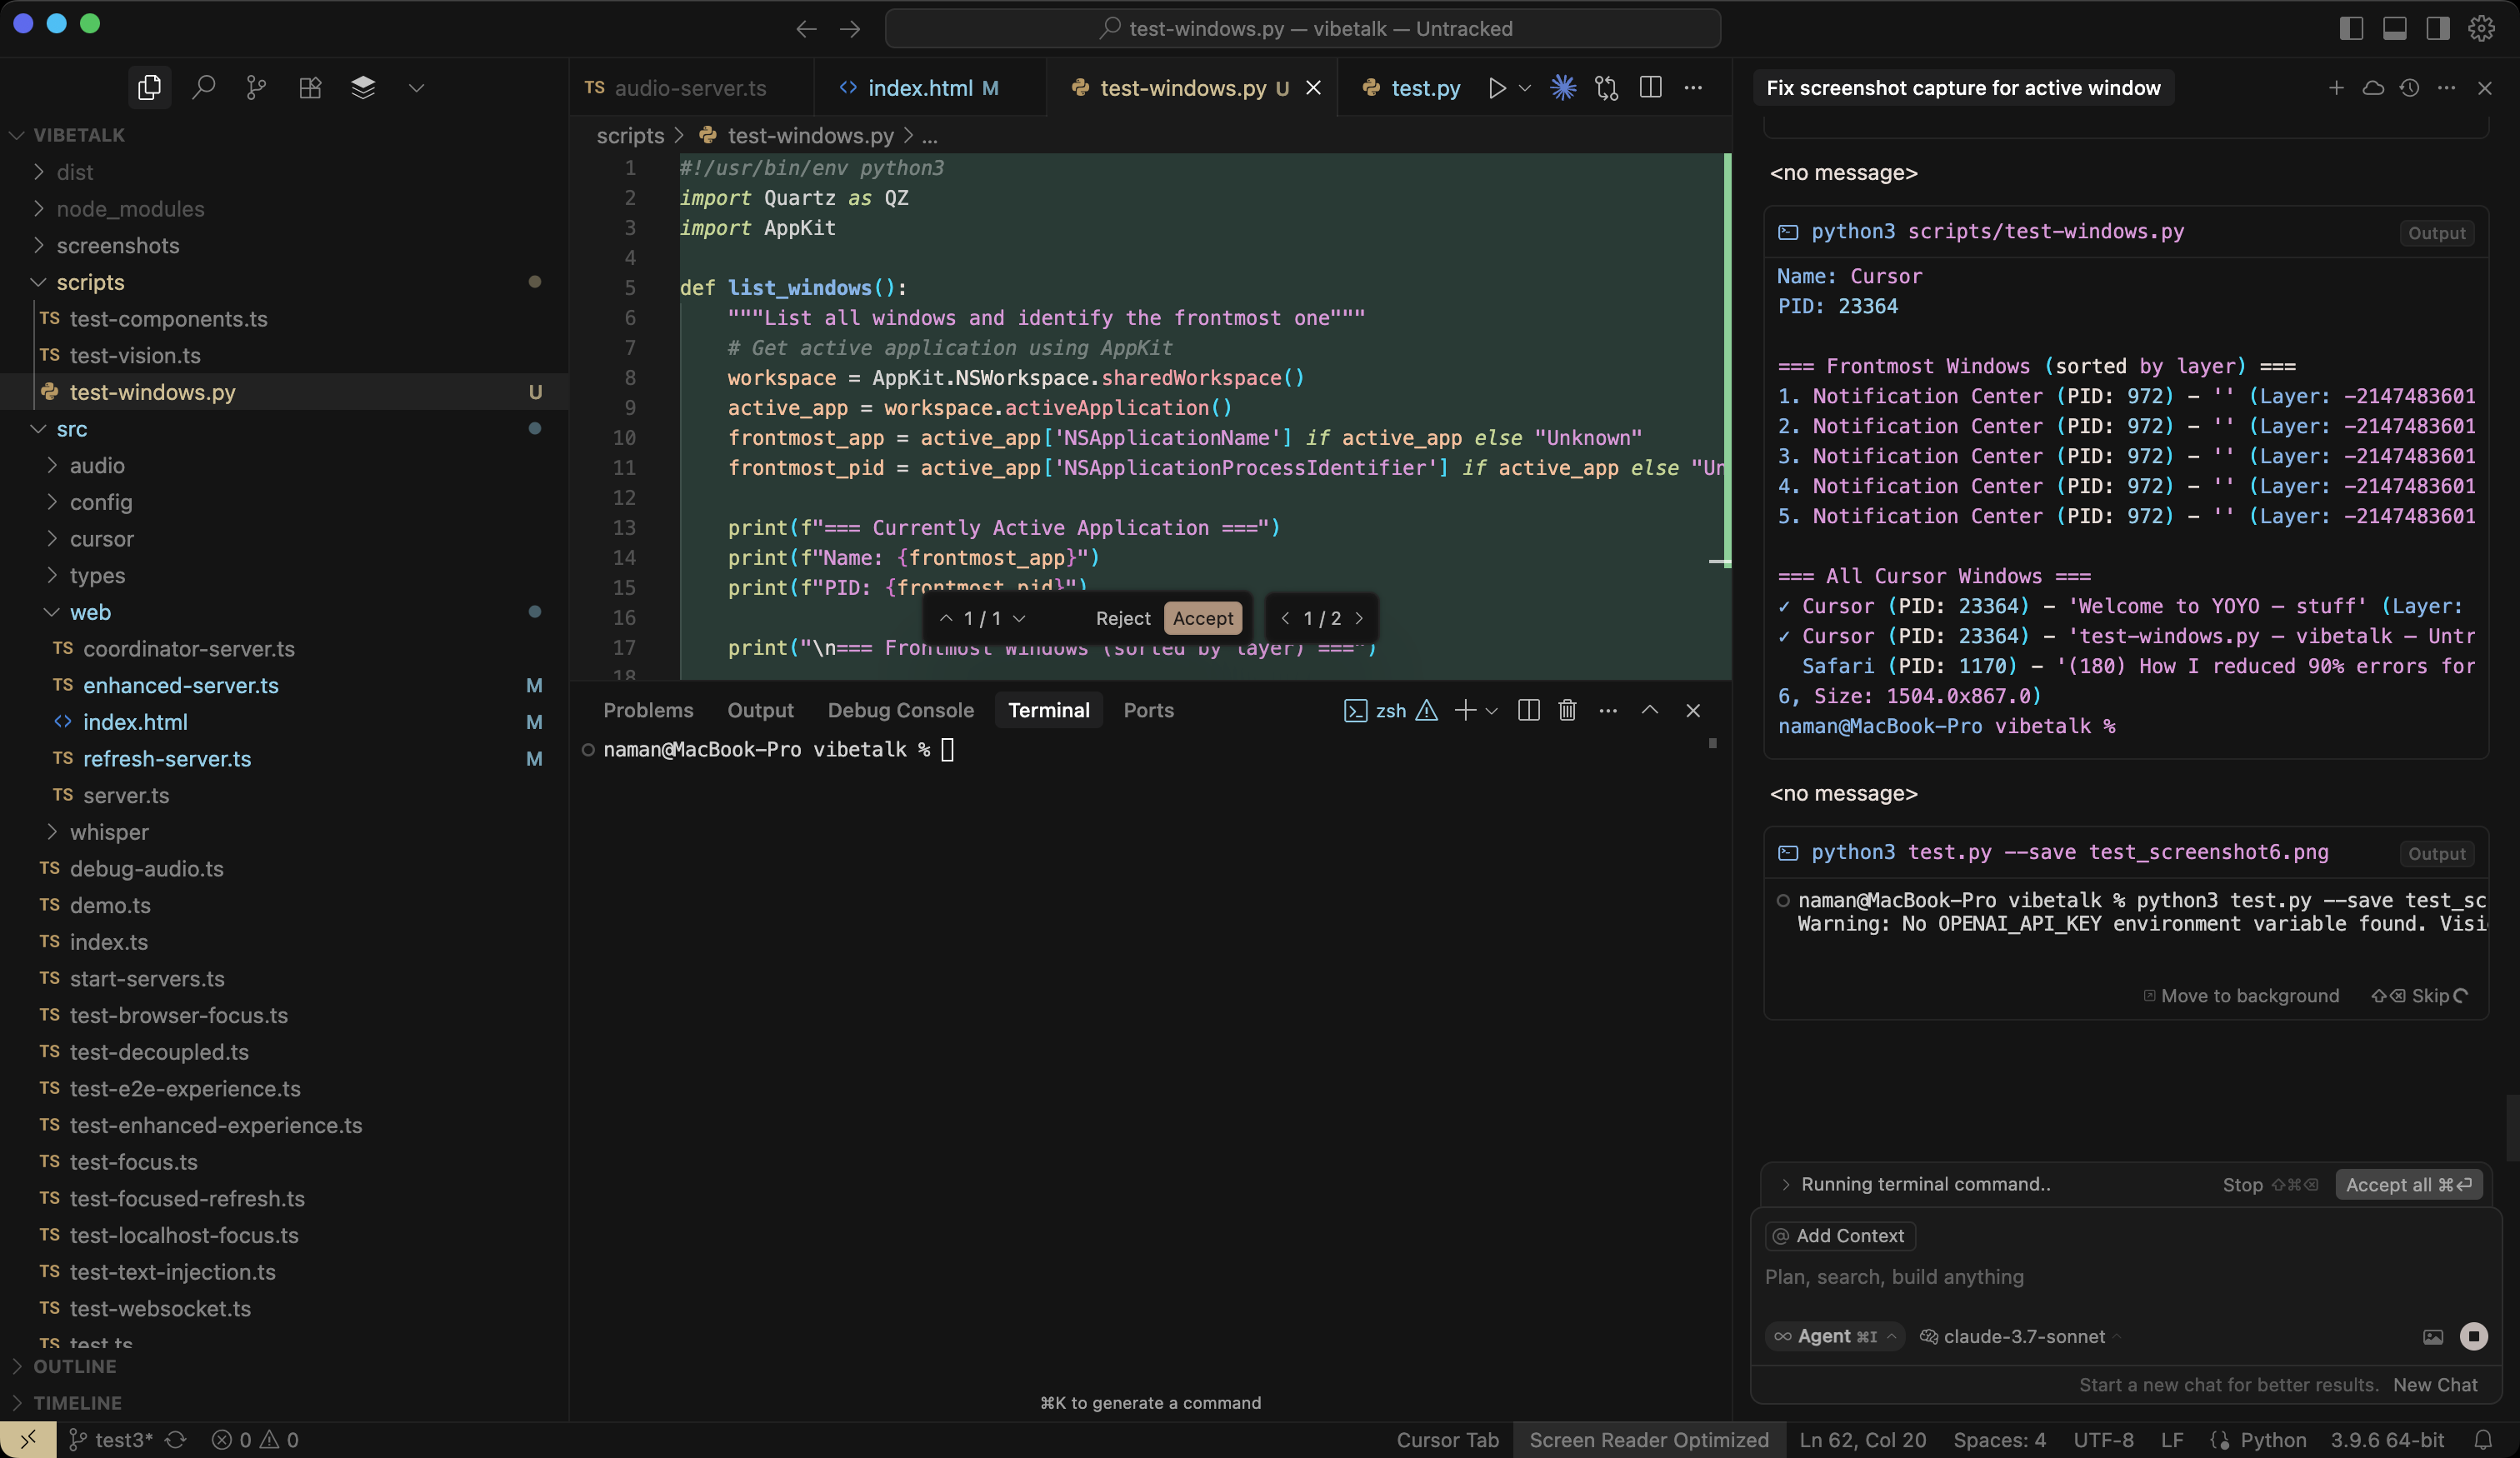 test-windows.py — vibetalk — Untracked
VIBETALK
dist
node_modules
screenshots
scripts
TS test-components.ts
TS test-vision.ts
test-windows.py U
src
audio
config
cursor
types
web
TS coordinator-server.ts
TS enhanced-server.ts M
<> index.html M
TS refresh-server.ts M
TS server.ts
whisper
TS debug-audio.ts
TS demo.ts
TS index.ts
TS start-servers.ts
TS test-browser-focus.ts
TS test-decoupled.ts
TS test-e2e-experience.ts
TS test-enhanced-experience.ts
TS test-focus.ts
TS test-focused-refresh.ts
TS test-localhost-focus.ts
TS test-text-injection.ts
TS test-websocket.ts
TS test.ts
OUTLINE
TIMELINE
TS audio-server.ts
<> index.html M
test-windows.py U
test.py
scripts > test-windows.py > ...
1 #!/usr/bin/env python3
2 import Quartz as QZ
3 import AppKit
4
5 def list_windows():
6 """List all windows and identify the frontmost one"""
7 # Get active application using AppKit
8 workspace = AppKit.NSWorkspace.sharedWorkspace()
9 active_app = workspace.activeApplication()
10 frontmost_app = active_app['NSApplicationName'] if active_app else "Unknown"
11 frontmost_pid = active_app['NSApplicationProcessIdentifier'] if active_app else "Un
12
13 print(f"=== Currently Active Application ===")
14 print(f"Name: {frontmost_app}")
15 print(f"PID: {frontmost_pid}")
16
17 print("\n=== Frontmost Windows (sorted by layer) ===")
18
1 / 1 Reject Accept
1 / 2
Problems Output Debug Console Terminal Ports
zsh
naman@MacBook-Pro vibetalk %
⌘K to generate a command
Fix screenshot capture for active window
<no message>
python3 scripts/test-windows.py
Output
Name: Cursor
PID: 23364
=== Frontmost Windows (sorted by layer) ===
1. Notification Center (PID: 972) - '' (Layer: -2147483601
2. Notification Center (PID: 972) - '' (Layer: -2147483601
3. Notification Center (PID: 972) - '' (Layer: -2147483601
4. Notification Center (PID: 972) - '' (Layer: -2147483601
5. Notification Center (PID: 972) - '' (Layer: -2147483601
=== All Cursor Windows ===
✓ Cursor (PID: 23364) - 'Welcome to YOYO — stuff' (Layer:
✓ Cursor (PID: 23364) - 'test-windows.py — vibetalk — Untr
Safari (PID: 1170) - '(180) How I reduced 90% errors for
6, Size: 1504.0x867.0)
naman@MacBook-Pro vibetalk %
<no message>
python3 test.py --save test_screenshot6.png
Output
naman@MacBook-Pro vibetalk % python3 test.py --save test_sc
Warning: No OPENAI_API_KEY environment variable found. Visi
Move to background
⇧⌫ Skip
Running terminal command..
Stop ⇧⌘⌫
Accept all ⌘⏎
@ Add Context
Plan, search, build anything
∞ Agent ⌘I
claude-3.7-sonnet
Start a new chat for better results. New Chat
test3*
0 0
Cursor Tab
Screen Reader Optimized
Ln 62, Col 20
Spaces: 4
UTF-8
LF
{} Python
3.9.6 64-bit